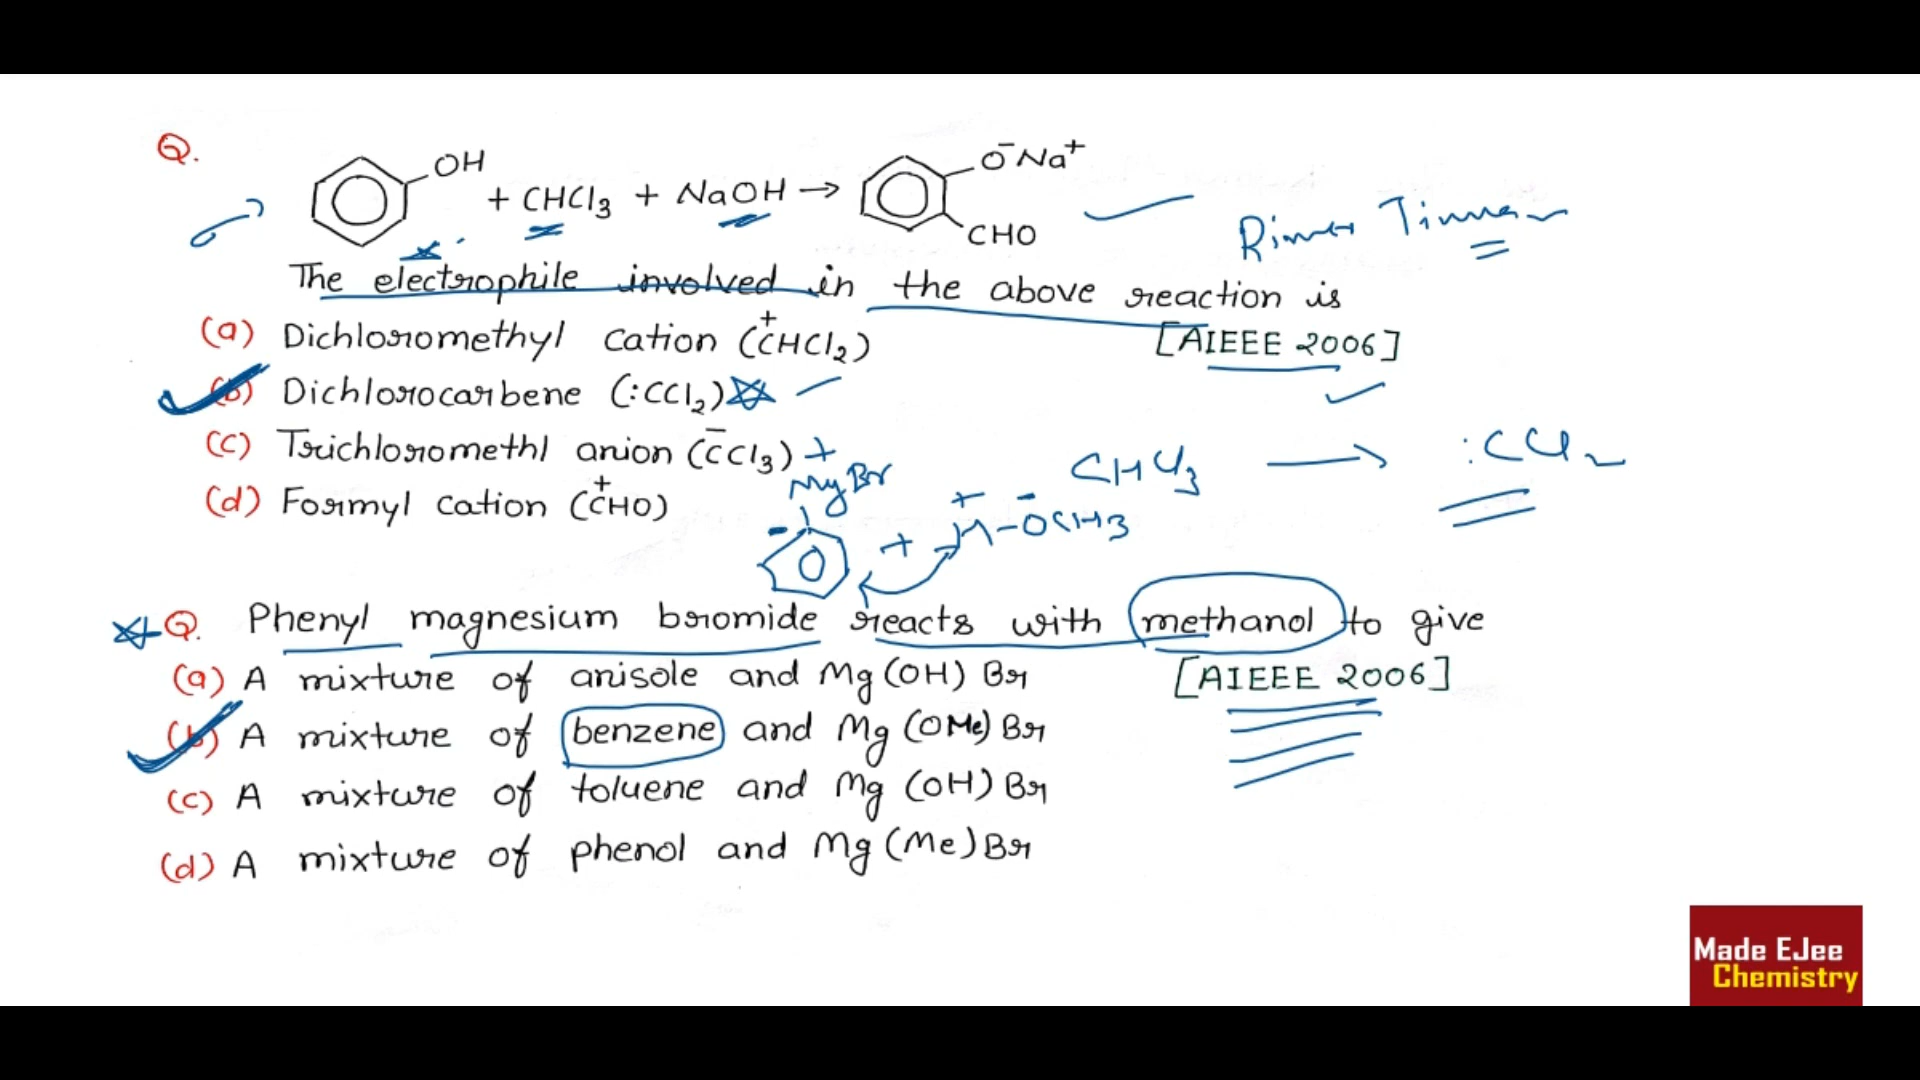 Q.
OH + CHCl₃ + NaOH → O⁻Na⁺ CHO
Rimer Timan
The electrophile involved in the above reaction is
(a) Dichloromethyl cation (⁺CHCl₂) [AIEEE 2006]
(b) Dichlorocarbene (:CCl₂)
(c) Trichloromethl anion (⁻CCl₃)
CHCl₃ → :CCl₂
(d) Formyl cation (⁺CHO)
MgBr
+ H-OCH3
Q. Phenyl magnesium bromide reacts with methanol to give
(a) A mixture of anisole and Mg(OH)Br [AIEEE 2006]
(b) A mixture of benzene and Mg(OMe)Br
(c) A mixture of toluene and Mg(OH)Br
(d) A mixture of phenol and Mg(Me)Br
Made EJee
Chemistry